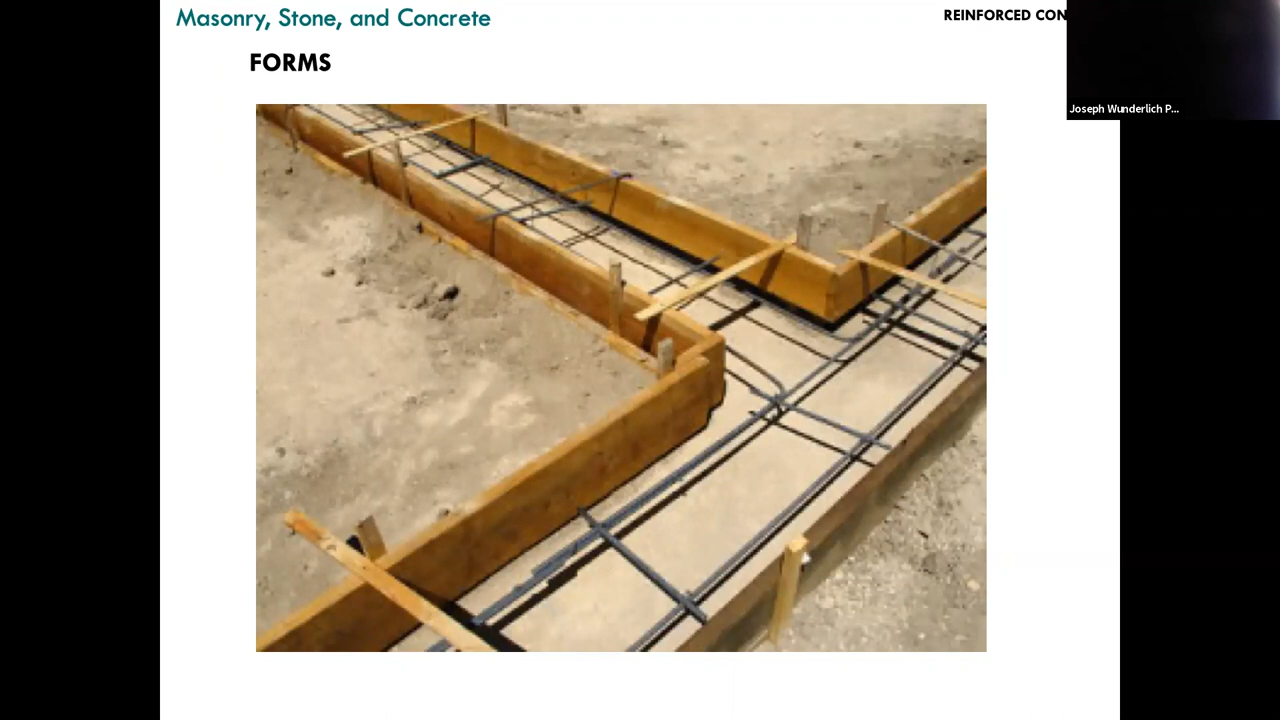 Masonry, Stone, and Concrete
REINFORCED CON
FORMS
Joseph Wunderlich P...